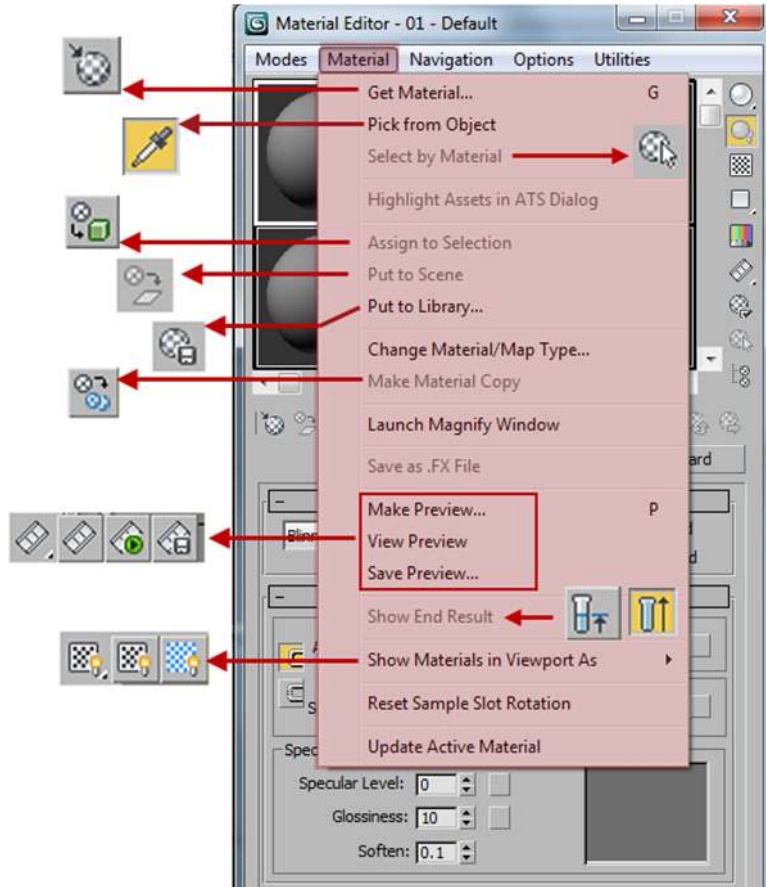 Material Editor - 01 - Default
Modes Material Navigation Options Utilities
Get Material... G
Pick from Object
Select by Material
Highlight Assets in ATS Dialog
Assign to Selection
Put to Scene
Put to Library...
Change Material/Map Type...
Make Material Copy
Launch Magnify Window
Save as .FX File
ard
Make Preview... P
View Preview
Save Preview...
Show End Result
Show Materials in Viewport As
Reset Sample Slot Rotation
Update Active Material
Spec
Specular Level: 0
Glossiness: 10
Soften: 0.1